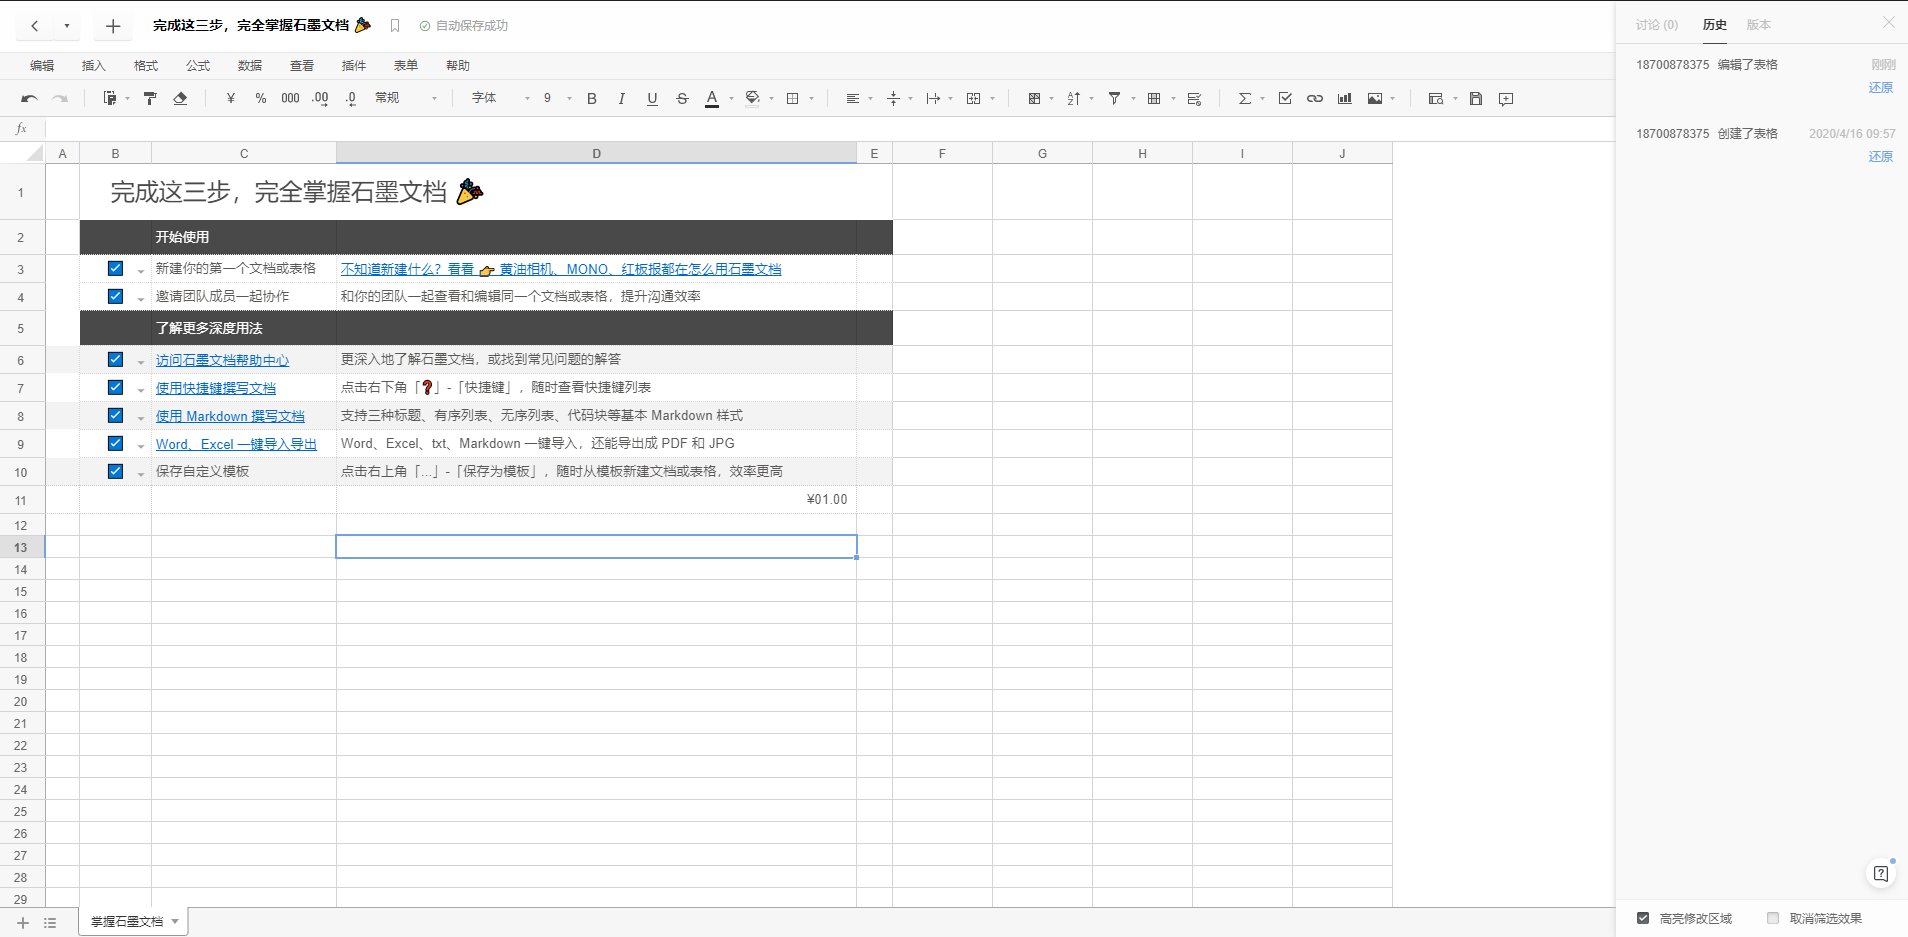 完成这三步，完全掌握石墨文档 自动保存成功
讨论 (0) 历史 版本
编辑 插入 格式 公式 数据 查看 插件 表单 帮助
¥ % 000 .00 .0 常规 字体 9 B I U S A
fx
A B C D E F G H I J
1 完成这三步，完全掌握石墨文档
2 开始使用
3 新建你的第一个文档或表格 不知道新建什么？看看 👉 黄油相机、MONO、红板报都在怎么用石墨文档
4 邀请团队成员一起协作 和你的团队一起查看和编辑同一个文档或表格，提升沟通效率
5 了解更多深度用法
6 访问石墨文档帮助中心 更深入地了解石墨文档，或找到常见问题的解答
7 使用快捷键撰写文档 点击右下角「❓」-「快捷键」，随时查看快捷键列表
8 使用 Markdown 撰写文档 支持三种标题、有序列表、无序列表、代码块等基本 Markdown 样式
9 Word、Excel 一键导入导出 Word、Excel、txt、Markdown 一键导入，还能导出成 PDF 和 JPG
10 保存自定义模板 点击右上角「...」-「保存为模板」，随时从模板新建文档或表格，效率更高
11 ¥01.00
12
13
14
15
16
17
18
19
20
21
22
23
24
25
26
27
28
29
掌握石墨文档
18700878375 编辑了表格 刚刚
还原
18700878375 创建了表格 2020/4/16 09:57
还原
高亮修改区域 取消筛选效果